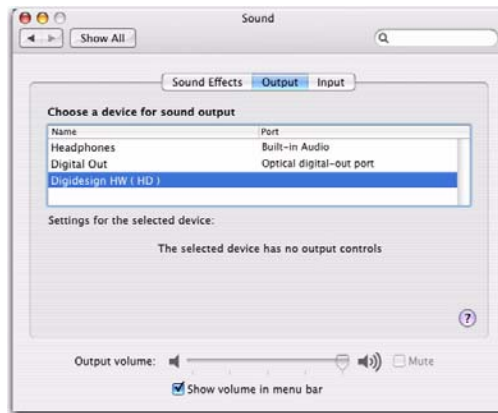 Sound
Show All
Sound Effects Output Input
Choose a device for sound output
Name Port
Headphones Built-in Audio
Digital Out Optical digital-out port
Digidesign HW ( HD )
Settings for the selected device:
The selected device has no output controls
?
Output volume: Mute
Show volume in menu bar